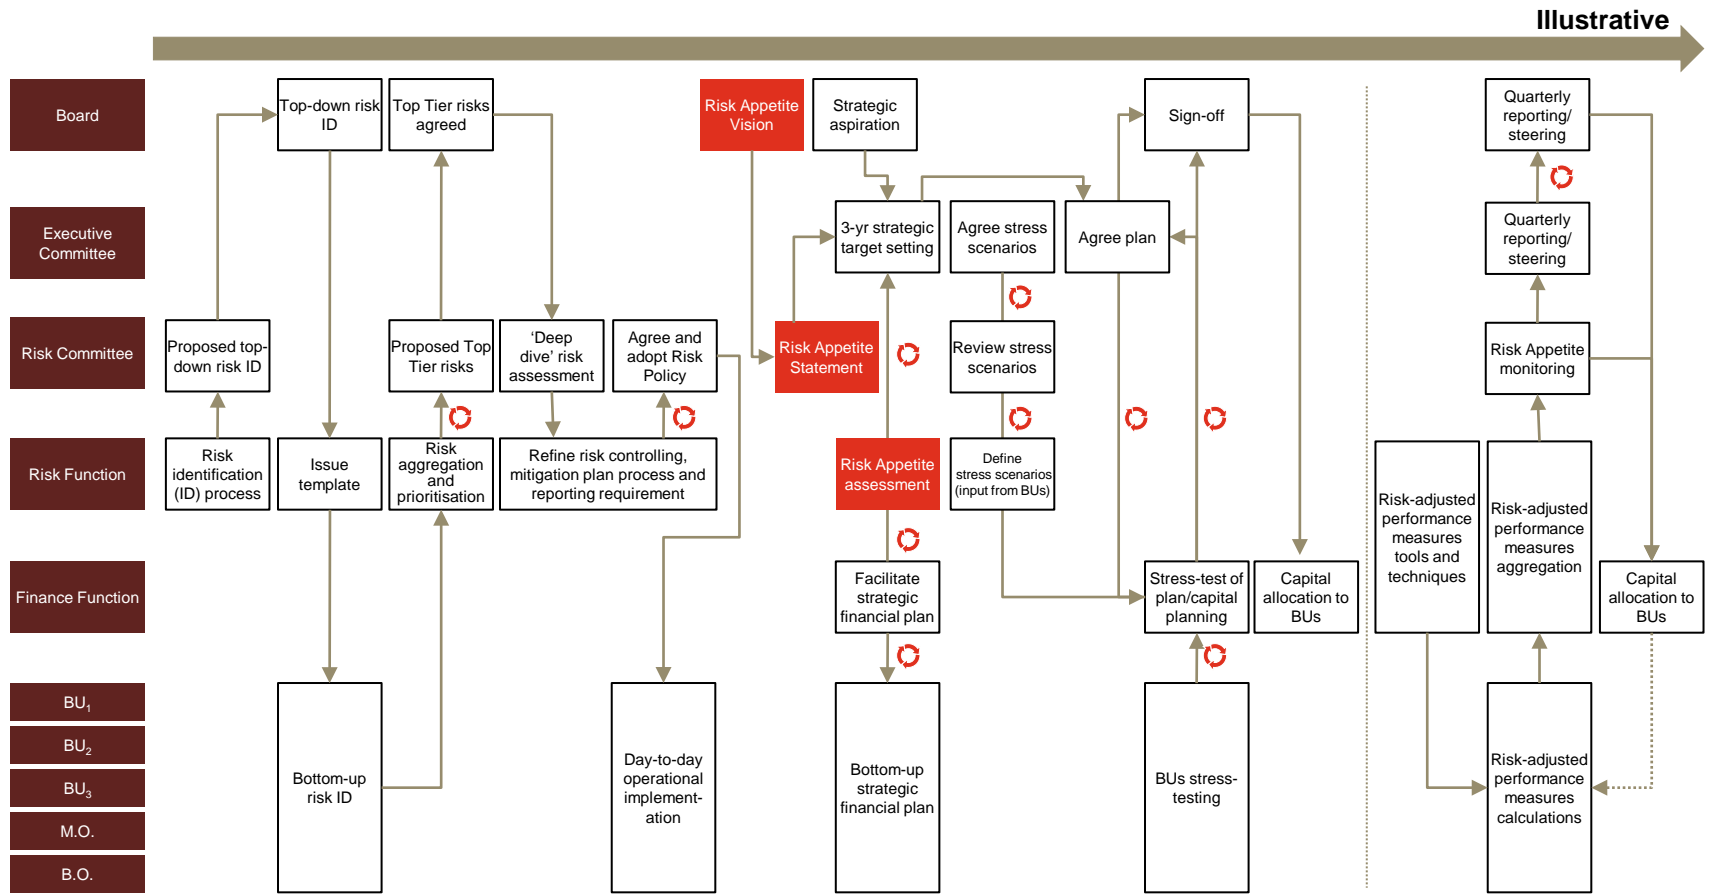 Illustrative
Board
Top-down risk
ID
Top Tier risks
agreed
Risk Appetite
Vision
Strategic
aspiration
Sign-off
Quarterly
reporting/
steering
Executive
Committee
3-yr strategic
target setting
Agree stress
scenarios
Agree plan
Quarterly
reporting/
steering
Risk Committee
Proposed top-
down risk ID
Proposed Top
Tier risks
‘Deep
dive’ risk
assessment
Agree and
adopt Risk
Policy
Risk Appetite
Statement
Review stress
scenarios
Risk Appetite
monitoring
Risk Function
Risk
identification
(ID) process
Issue
template
Risk
aggregation
and
prioritisation
Refine risk controlling,
mitigation plan process and
reporting requirement
Risk Appetite
assessment
Define
stress scenarios
(input from BUs)
Risk-adjusted
performance
measures
tools and
techniques
Risk-adjusted
performance
measures
aggregation
Finance Function
Facilitate
strategic
financial plan
Stress-test of
plan/capital
planning
Capital
allocation to
BUs
Capital
allocation to
BUs
BU1
BU2
BU3
M.O.
B.O.
Bottom-up
risk ID
Day-to-day
operational
implement-
ation
Bottom-up
strategic
financial plan
BUs stress-
testing
Risk-adjusted
performance
measures
calculations